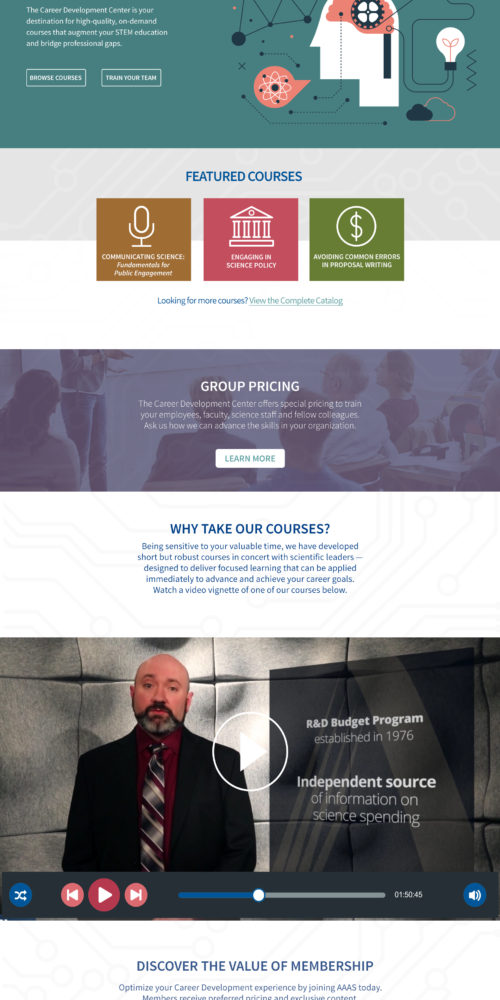 The Career Development Center is your
destination for high-quality, on-demand
courses that augment your STEM education
and bridge professional gaps.
BROWSE COURSES
TRAIN YOUR TEAM
FEATURED COURSES
COMMUNICATING SCIENCE:
Fundamentals for
Public Engagement
ENGAGING IN
SCIENCE POLICY
AVOIDING COMMON ERRORS
IN PROPOSAL WRITING
Looking for more courses? View the Complete Catalog
GROUP PRICING
The Career Development Center offers special pricing to train
your employees, faculty, science staff and fellow colleagues.
Ask us how we can advance the skills in your organization.
LEARN MORE
WHY TAKE OUR COURSES?
Being sensitive to your valuable time, we have developed
short but robust courses in concert with scientific leaders —
designed to deliver focused learning that can be applied
immediately to advance and achieve your career goals.
Watch a video vignette of one of our courses below.
R&D Budget Program
established in 1976
Independent source
of information on
science spending
01:50:45
DISCOVER THE VALUE OF MEMBERSHIP
Optimize your Career Development experience by joining AAAS today.
Members receive preferred pricing and exclusive content